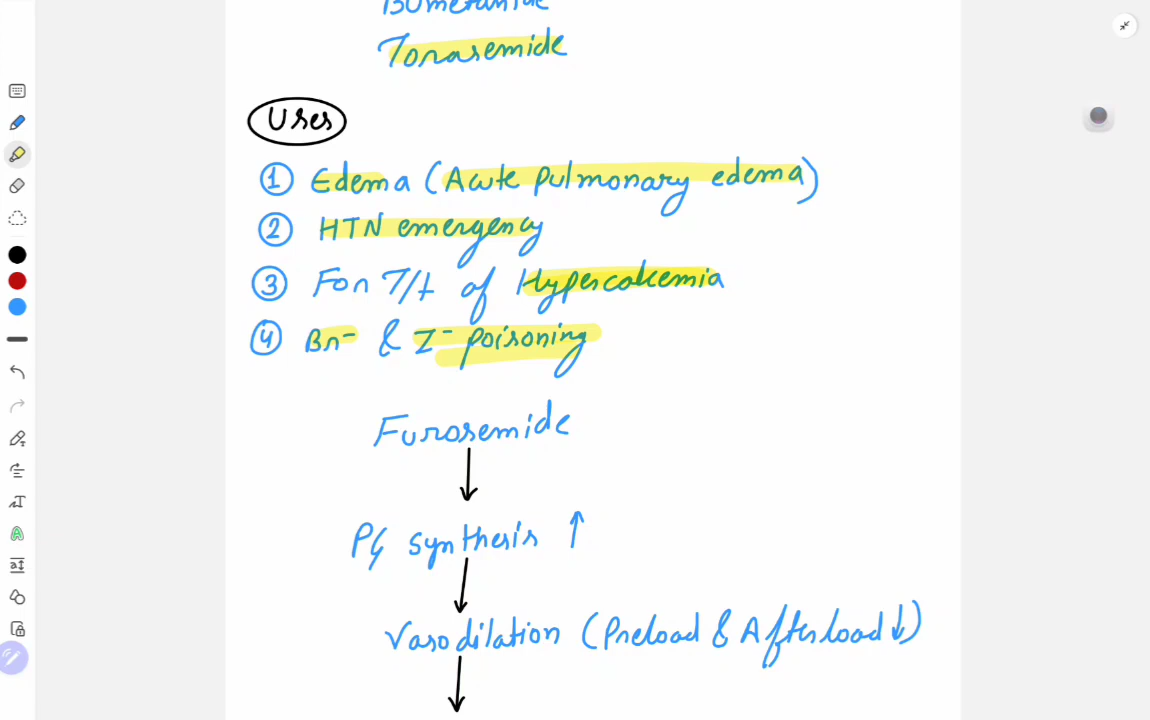 Bumetanide
Torasemide
Uses
① Edema (Acute pulmonary edema)
② HTN emergency
③ For T/t of Hypercalcemia
④ Br⁻ & I⁻ poisoning
Furosemide
↓
PG synthesis ↑
↓
Vasodilation (Preload & Afterload ↓)
↓